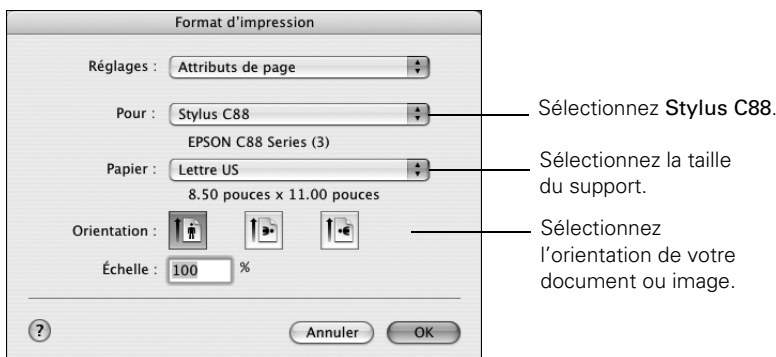 Format d'impression
Réglages : Attributs de page
Pour : Stylus C88
EPSON C88 Series (3)
Papier : Lettre US
8.50 pouces x 11.00 pouces
Orientation :
Échelle : 100 %
? Annuler OK
Sélectionnez Stylus C88.
Sélectionnez la taille
du support.
Sélectionnez
l'orientation de votre
document ou image.